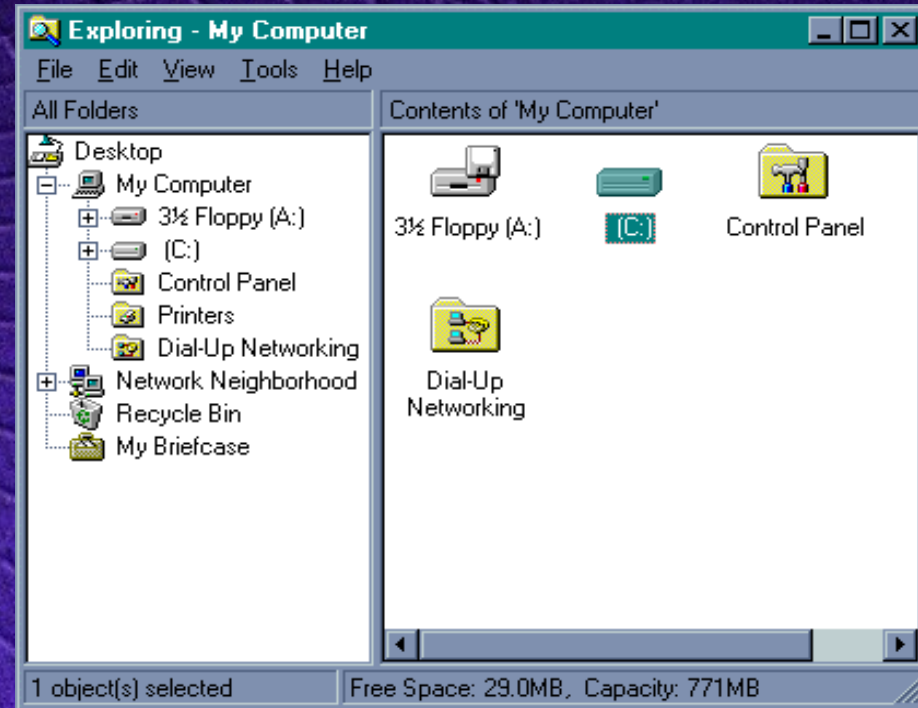 Exploring - My Computer
File Edit View Tools Help
All Folders
Contents of 'My Computer'
Desktop
My Computer
3½ Floppy (A:)
(C:)
Control Panel
Printers
Dial-Up Networking
Network Neighborhood
Recycle Bin
My Briefcase
3½ Floppy (A:)
(C:)
Control Panel
Dial-Up
Networking
1 object(s) selected
Free Space: 29.0MB, Capacity: 771MB